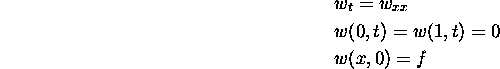 w_t = w_{xx}
w(0, t) = w(1, t) = 0
w(x, 0) = f